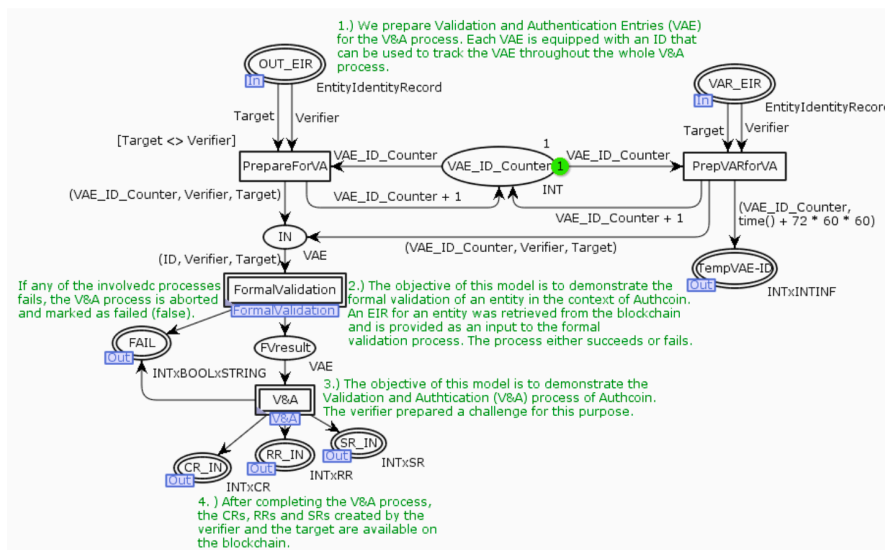 1.) We prepare Validation and Authentication Entries (VAE)
for the V&A process. Each VAE is equipped with an ID that
can be used to track the VAE throughout the whole V&A
process.
OUT_EIR
In
EntityIdentityRecord
VAR_EIR
In
EntityIdentityRecord
Target
Verifier
Target
Verifier
[Target <> Verifier]
PrepareForVA
VAE_ID_Counter
1
VAE_ID_Counter
1
INT
VAE_ID_Counter
PrepVARforVA
(VAE_ID_Counter, Verifier, Target)
VAE_ID_Counter + 1
VAE_ID_Counter + 1
(VAE_ID_Counter,
time() + 72 * 60 * 60)
IN
VAE
(VAE_ID_Counter, Verifier, Target)
(ID, Verifier, Target)
TempVAE-ID
Out
INTxINTINF
If any of the involvedc processes
fails, the V&A process is aborted
and marked as failed (false).
FormalValidation
FormalValidation
2.) The objective of this model is to demonstrate the
formal validation of an entity in the context of Authcoin.
An EIR for an entity was retrieved from the blockchain
and is provided as an input to the formal
validation process. The process either succeeds or fails.
FAIL
Out
INTxBOOLxSTRING
FVresult
VAE
V&A
V&A
3.) The objective of this model is to demonstrate the
Validation and Authtication (V&A) process of Authcoin.
The verifier prepared a challenge for this purpose.
CR_IN
Out
INTxCR
RR_IN
Out
INTxRR
SR_IN
Out
INTxSR
4. ) After completing the V&A process,
the CRs, RRs and SRs created by the
verifier and the target are available on
the blockchain.